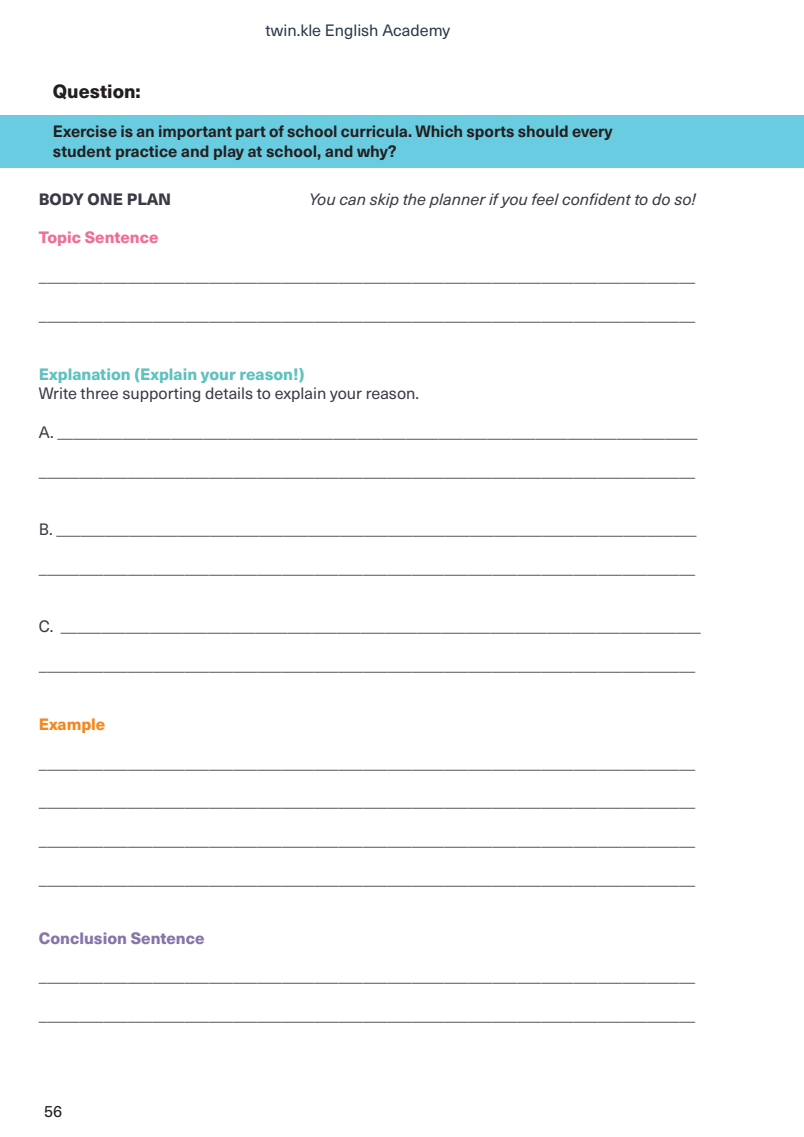 twin.kle English Academy
Question:
Exercise is an important part of school curricula. Which sports should every
student practice and play at school, and why?
BODY ONE PLAN You can skip the planner if you feel confident to do so!
Topic Sentence
Explanation (Explain your reason!)
Write three supporting details to explain your reason.
A.
B.
C.
Example
Conclusion Sentence
56